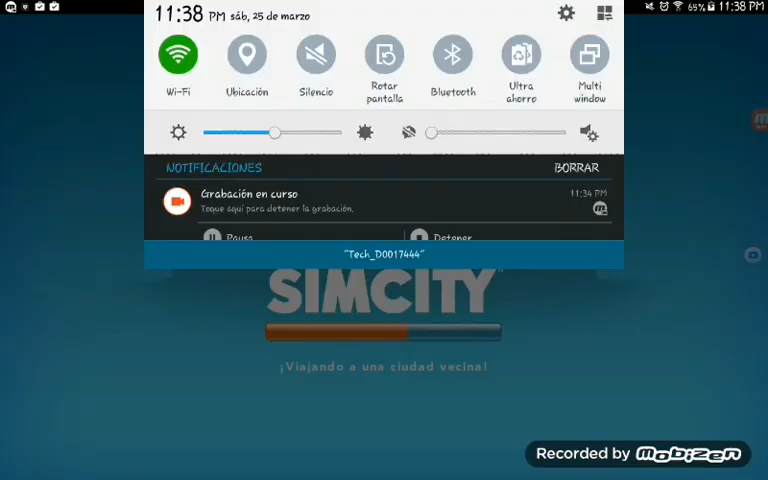 11:38 PM sáb, 25 de marzo
65% 11:38 PM
Wi-Fi
Ubicación
Silencio
Rotar pantalla
Bluetooth
Ultra ahorro
Multi window
NOTIFICACIONES
BORRAR
Grabación en curso
11:34 PM
Toque aquí para detener la grabación.
Pausa
Detener
"Tech_D0017444"
SIMCITY
¡Viajando a una ciudad vecina!
Recorded by mobizen